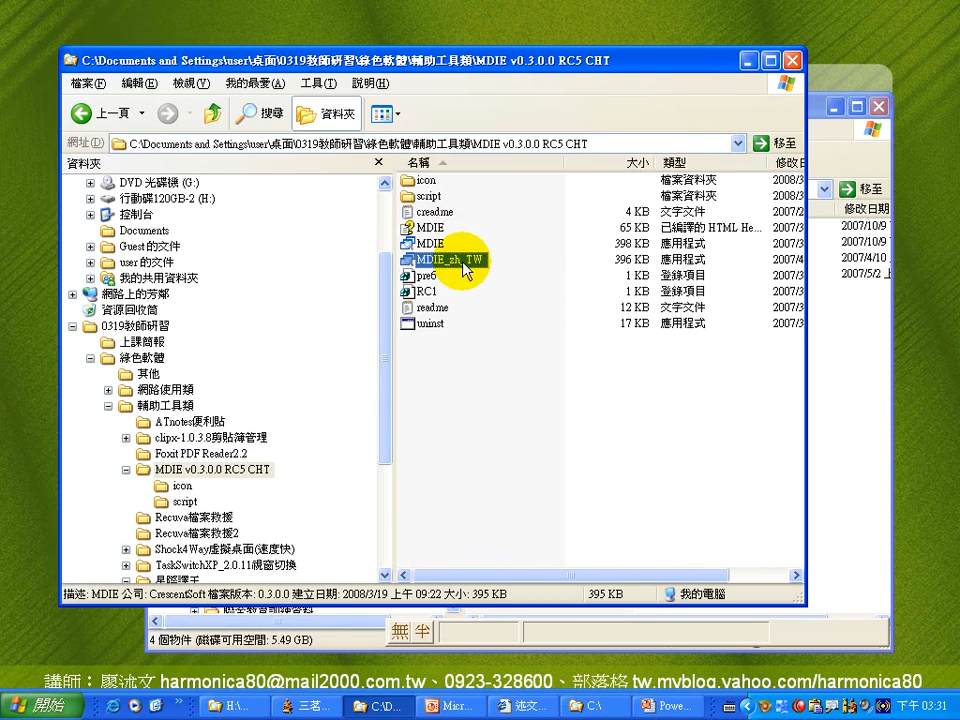 C:\Documents and Settings\user\桌面\0319教師研習\綠色軟體\輔助工具類\MDIE v0.3.0.0 RC5 CHT
檔案(F) 編輯(E) 檢視(V) 我的最愛(A) 工具(T) 說明(H)
上一頁 搜尋 資料夾
網址(D) C:\Documents and Settings\user\桌面\0319教師研習\綠色軟體\輔助工具類\MDIE v0.3.0.0 RC5 CHT 移至
資料夾
DVD 光碟機 (G:)
行動碟120GB-2 (H:)
控制台
Documents
Guest 的文件
user 的文件
我的共用資料夾
網路上的芳鄰
資源回收筒
0319教師研習
上課簡報
綠色軟體
其他
網路使用類
輔助工具類
ATnotes便利貼
clipx-1.0.3.8剪貼簿管理
Foxit PDF Reader2.2
MDIE v0.3.0.0 RC5 CHT
icon
script
Recuva檔案救援
Recuva檔案救援2
Shock4Way虛擬桌面(速度快)
TaskSwitchXP_2.0.11視窗切換
星際譯王
名稱 大小 類型 修改日
icon 檔案資料夾 2008/3
script 檔案資料夾 2008/3
creadme 4 KB 文字文件 2007/2
MDIE 65 KB 已編譯的 HTML He... 2007/3
MDIE 398 KB 應用程式 2007/3
MDIE_zh_TW 396 KB 應用程式 2007/3
pre6 1 KB 登錄項目 2007/3
RC1 1 KB 登錄項目 2007/3
readme 12 KB 文字文件 2007/3
uninst 17 KB 應用程式 2007/3
描述: MDIE 公司: CrescentSoft 檔案版本: 0.3.0.0 建立日期: 2008/3/19 上午 09:22 大小: 395 KB 395 KB 我的電腦
移至
修改日期
2007/10/9
2007/10/9
2007/4/10
2007/5/2
4 個物件 (磁碟可用空間: 5.49 GB)
無 半
講師：廖沭文 harmonica80@mail2000.com.tw、0923-328600、部落格 tw.myblog.yahoo.com/harmonica80
開始 H:\... 三茗... C:\D... Micr... 沭文... C:\ Powe... 下午 03:31